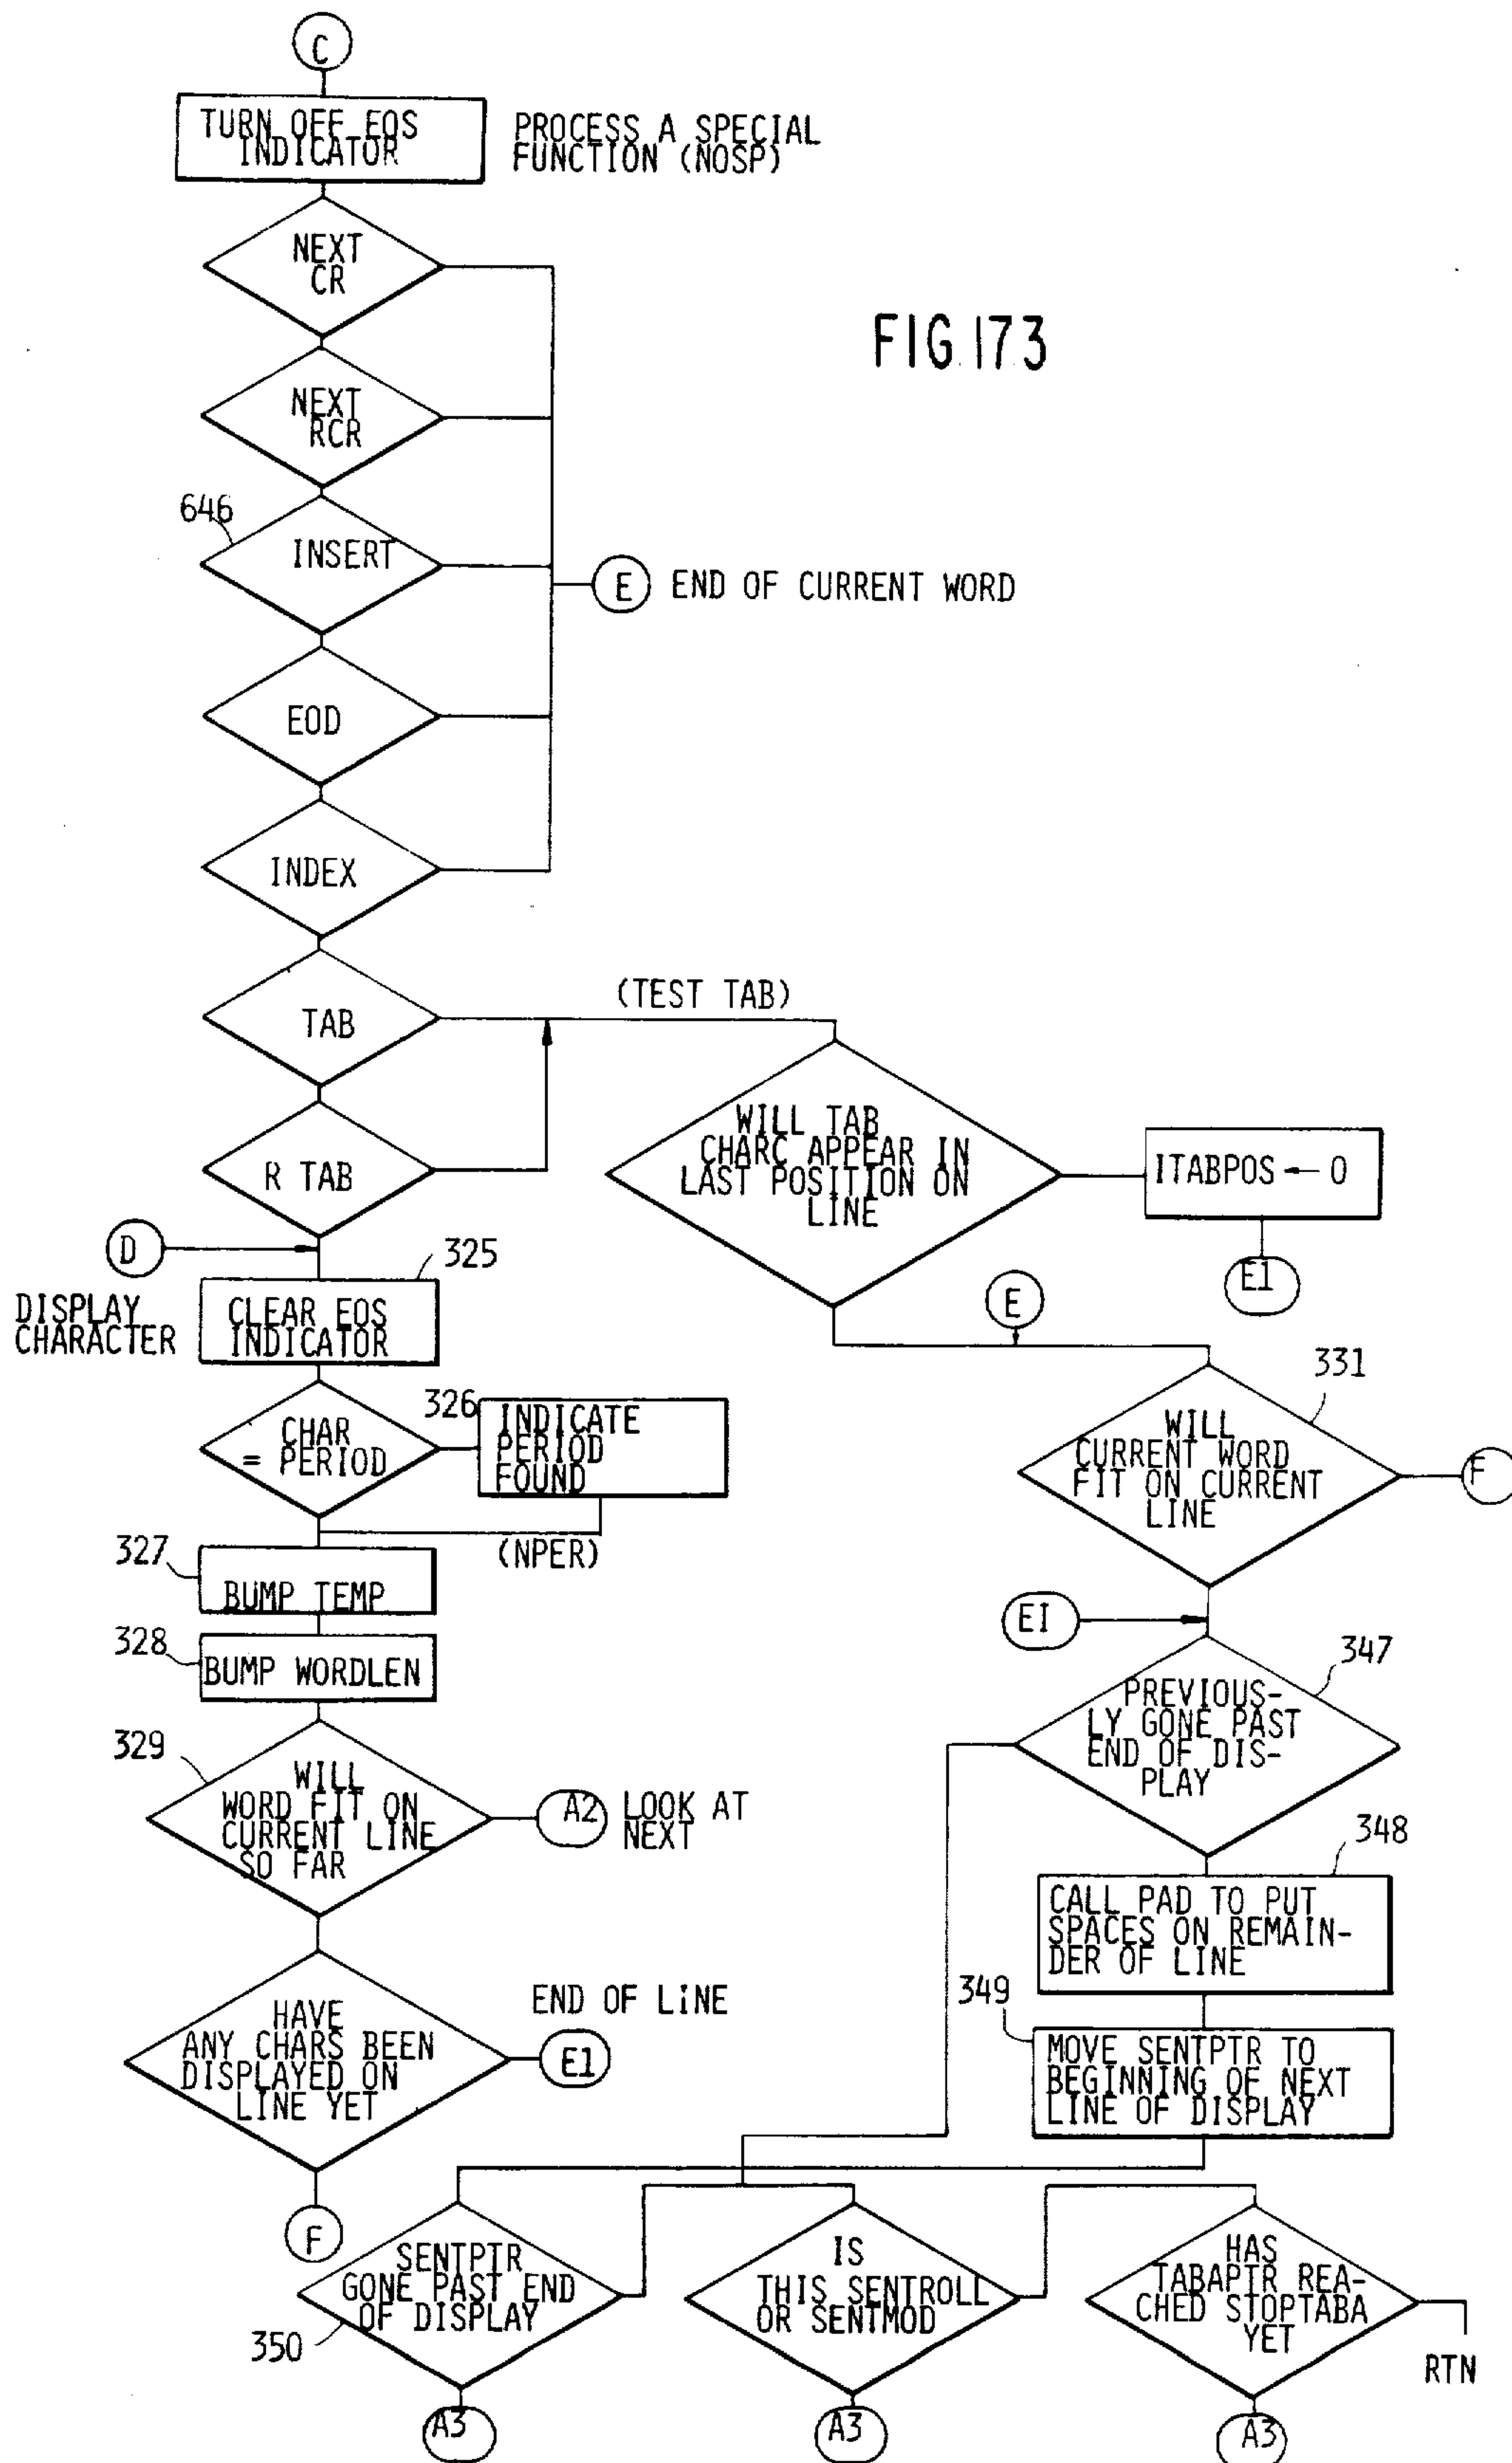 C
TURN OFF EOS
INDICATOR
PROCESS A SPECIAL
FUNCTION (NOSP)
NEXT
CR
FIG.173
NEXT
RCR
646
INSERT
E
END OF CURRENT WORD
EOD
INDEX
(TEST TAB)
TAB
WILL TAB
CHARC APPEAR IN
LAST POSITION ON
LINE
ITABPOS ← 0
R TAB
E1
D
325
DISPLAY
CHARACTER
CLEAR EOS
INDICATOR
E
331
CHAR
= PERIOD
326
INDICATE
PERIOD
FOUND
WILL
CURRENT WORD
FIT ON CURRENT
LINE
F
(NPER)
327
BUMP TEMP
EI
328
BUMP WORDLEN
347
PREVIOUS-
LY GONE PAST
END OF DIS-
PLAY
329
WILL
WORD FIT ON
CURRENT LINE
SO FAR
A2
LOOK AT
NEXT
348
CALL PAD TO PUT
SPACES ON REMAIN-
DER OF LINE
END OF LINE
349
HAVE
ANY CHARS BEEN
DISPLAYED ON
LINE YET
E1
MOVE SENTPTR TO
BEGINNING OF NEXT
LINE OF DISPLAY
F
SENTPTR
GONE PAST END
OF DISPLAY
350
IS
THIS SENTROLL
OR SENTMOD
HAS
TABAPTR REA-
CHED STOPTABA
YET
RTN
A3
A3
A3